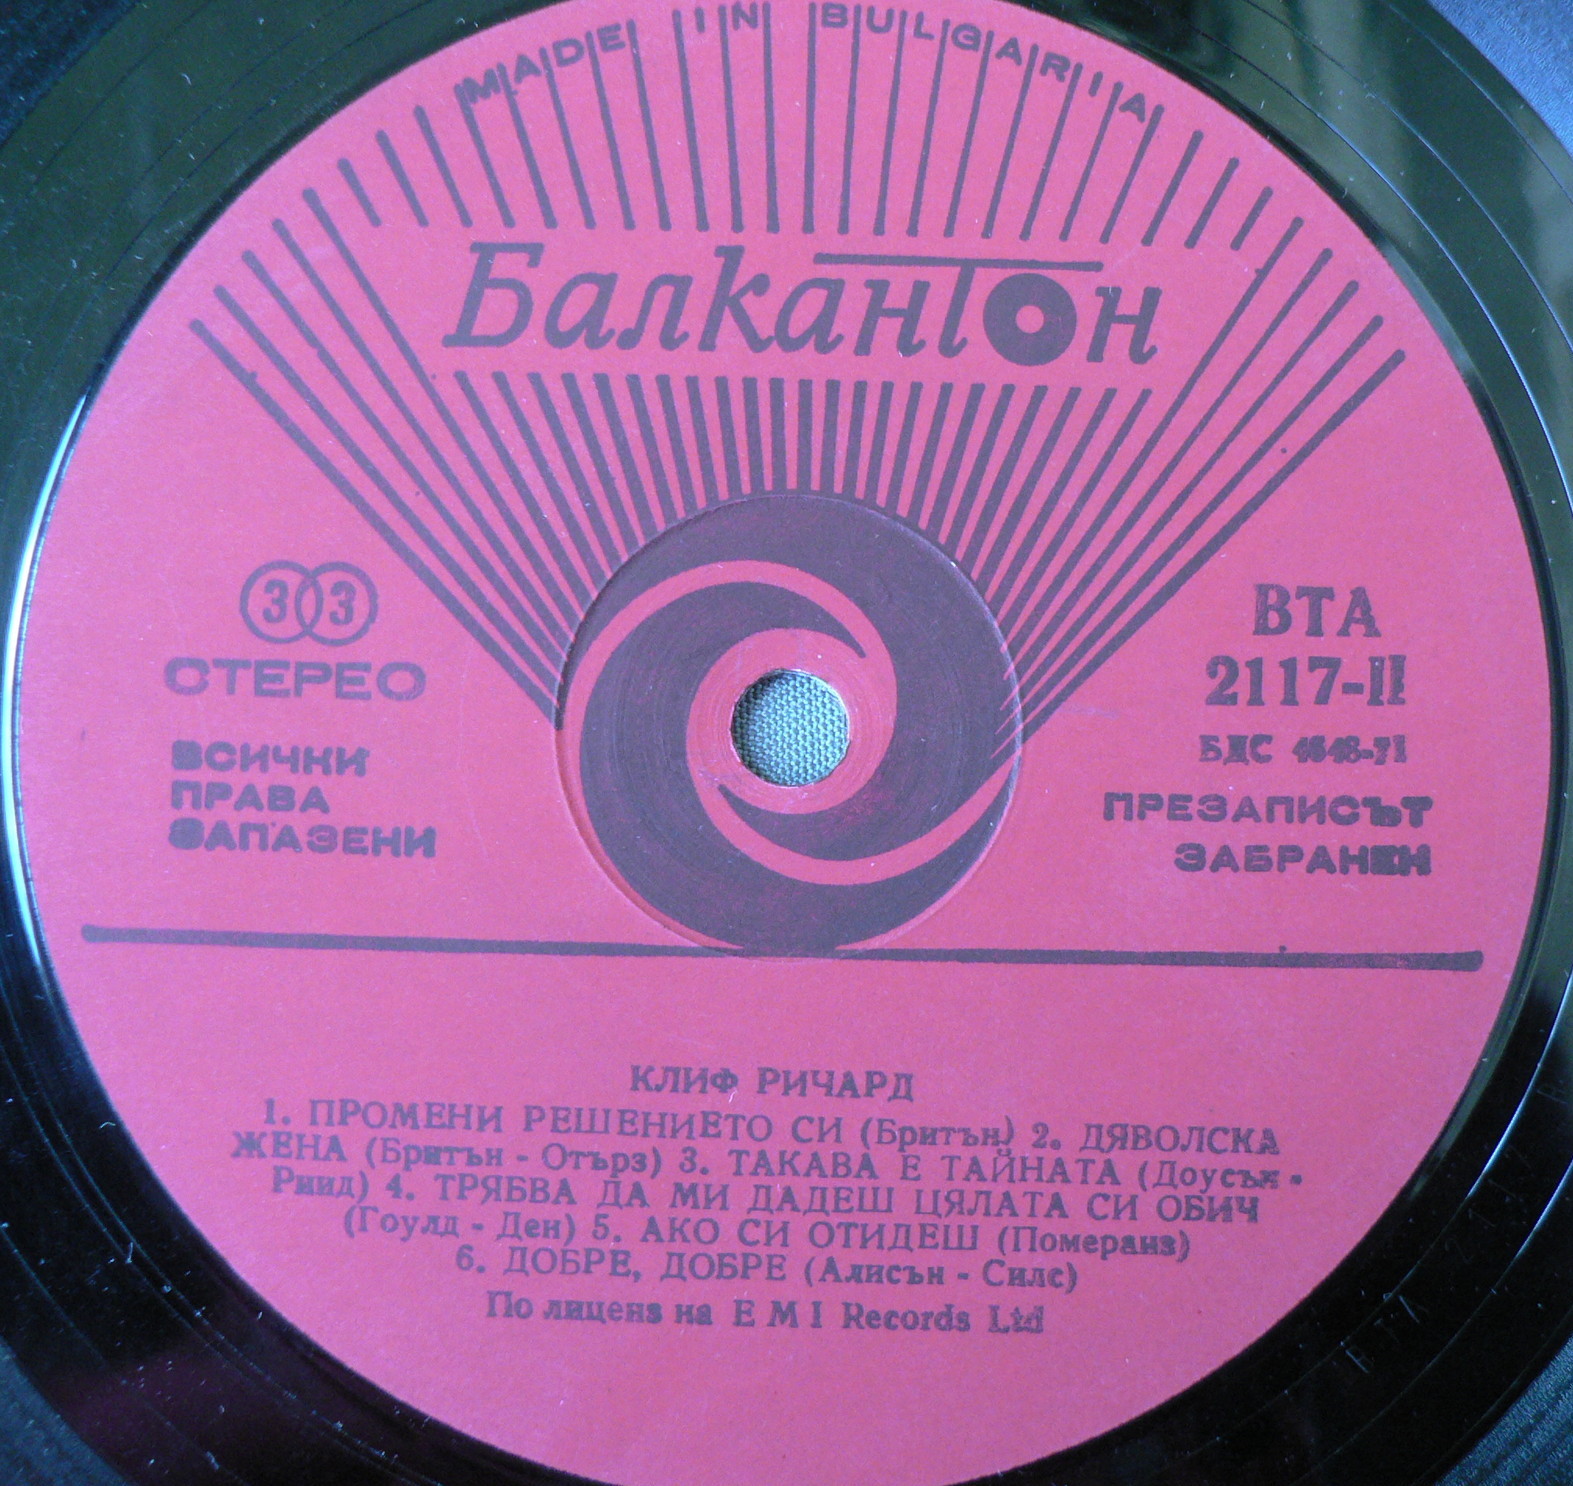 MADE IN BULGARIA
Балкантон
33
СТЕРЕО
ВСИЧКИ
ПРАВА
ЗАПАЗЕНИ
ВТА
2117-II
БДС 4848-71
ПРЕЗАПИСЪТ
ЗАБРАНЕН
КЛИФ РИЧАРД
1. ПРОМЕНИ РЕШЕНИЕТО СИ (Бритън) 2. ДЯВОЛСКА
ЖЕНА (Бритън - Отърз) 3. ТАКАВА Е ТАЙНАТА (Доусън -
Риид) 4. ТРЯБВА ДА МИ ДАДЕШ ЦЯЛАТА СИ ОБИЧ
(Гоулд - Ден) 5. АКО СИ ОТИДЕШ (Померанз)
6. ДОБРЕ, ДОБРЕ (Алисън - Силс)
По лиценз на E M I Records Ltd